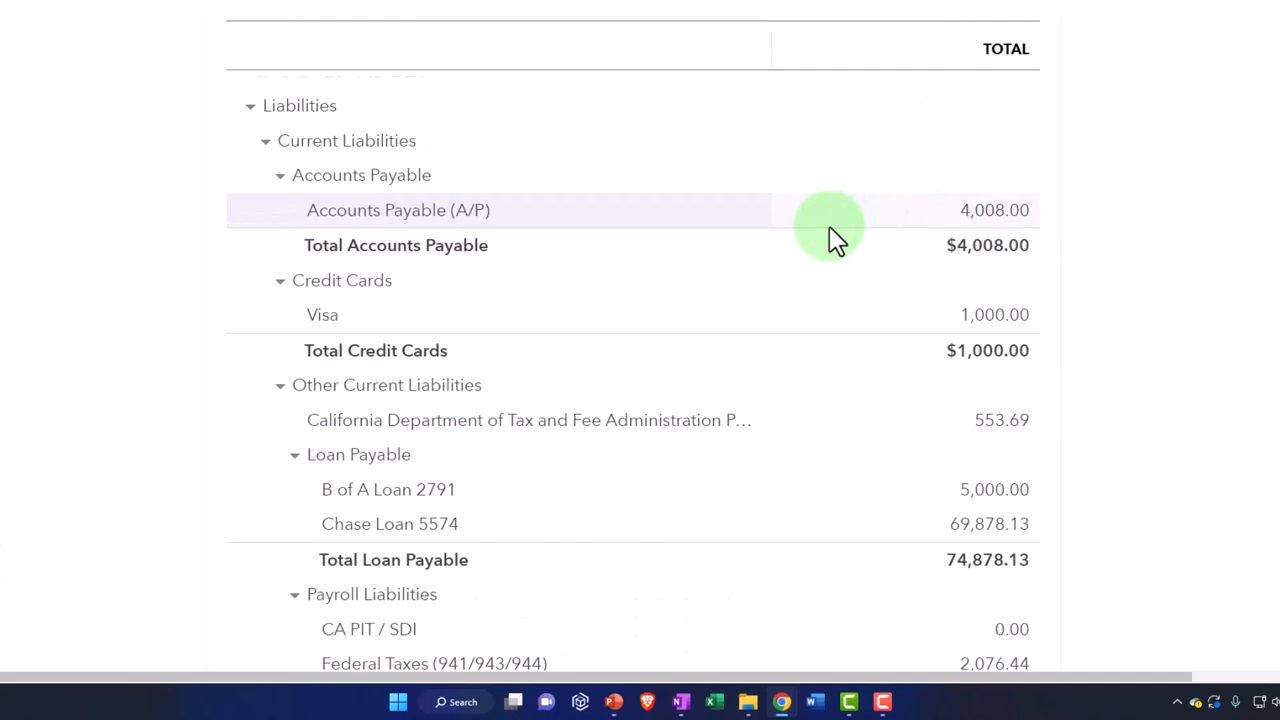 TOTAL
Liabilities
Current Liabilities
Accounts Payable
Accounts Payable (A/P) 4,008.00
Total Accounts Payable $4,008.00
Credit Cards
Visa 1,000.00
Total Credit Cards $1,000.00
Other Current Liabilities
California Department of Tax and Fee Administration P... 553.69
Loan Payable
B of A Loan 2791 5,000.00
Chase Loan 5574 69,878.13
Total Loan Payable 74,878.13
Payroll Liabilities
CA PIT / SDI 0.00
Federal Taxes (941/943/944) 2,076.44
Search